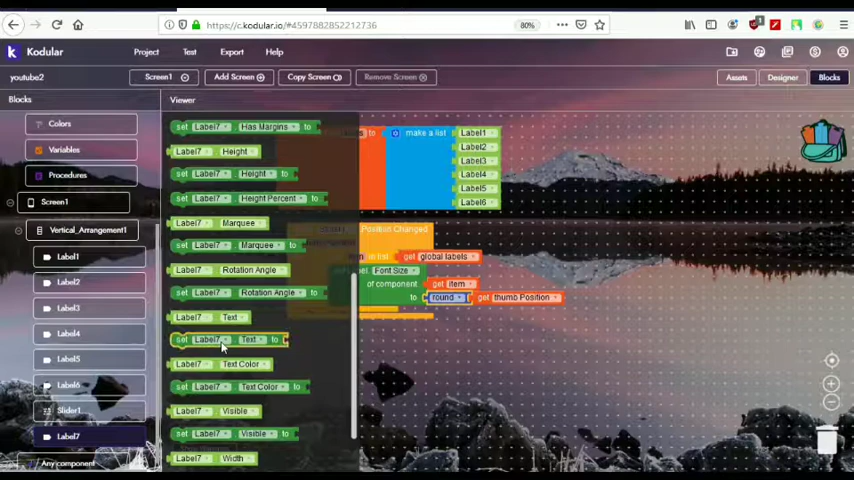 https://c.kodular.io/#4597882852212736
80%
Kodular
Project
Test
Export
Help
youtube2
Screen1
Add Screen
Copy Screen
Remove Screen
Assets
Designer
Blocks
Blocks
Viewer
Colors
Variables
Procedures
Screen1
Vertical_Arrangement1
Label1
Label2
Label3
Label4
Label5
Label6
Slider1
Label7
Any component
set Label7 . Has Margins to
Label7 . Height
set Label7 . Height to
set Label7 . Height Percent to
Label7 . Marquee
set Label7 . Marquee to
Label7 . Rotation Angle
set Label7 . Rotation Angle to
Label7 . Text
set Label7 . Text to
Label7 . Text Color
set Label7 . Text Color to
Label7 . Visible
set Label7 . Visible to
Label7 . Width
to make a list Label1
Label2
Label3
Label4
Label5
Label6
Position Changed
in list get global labels
Font Size
of component get item
to round get thumb Position